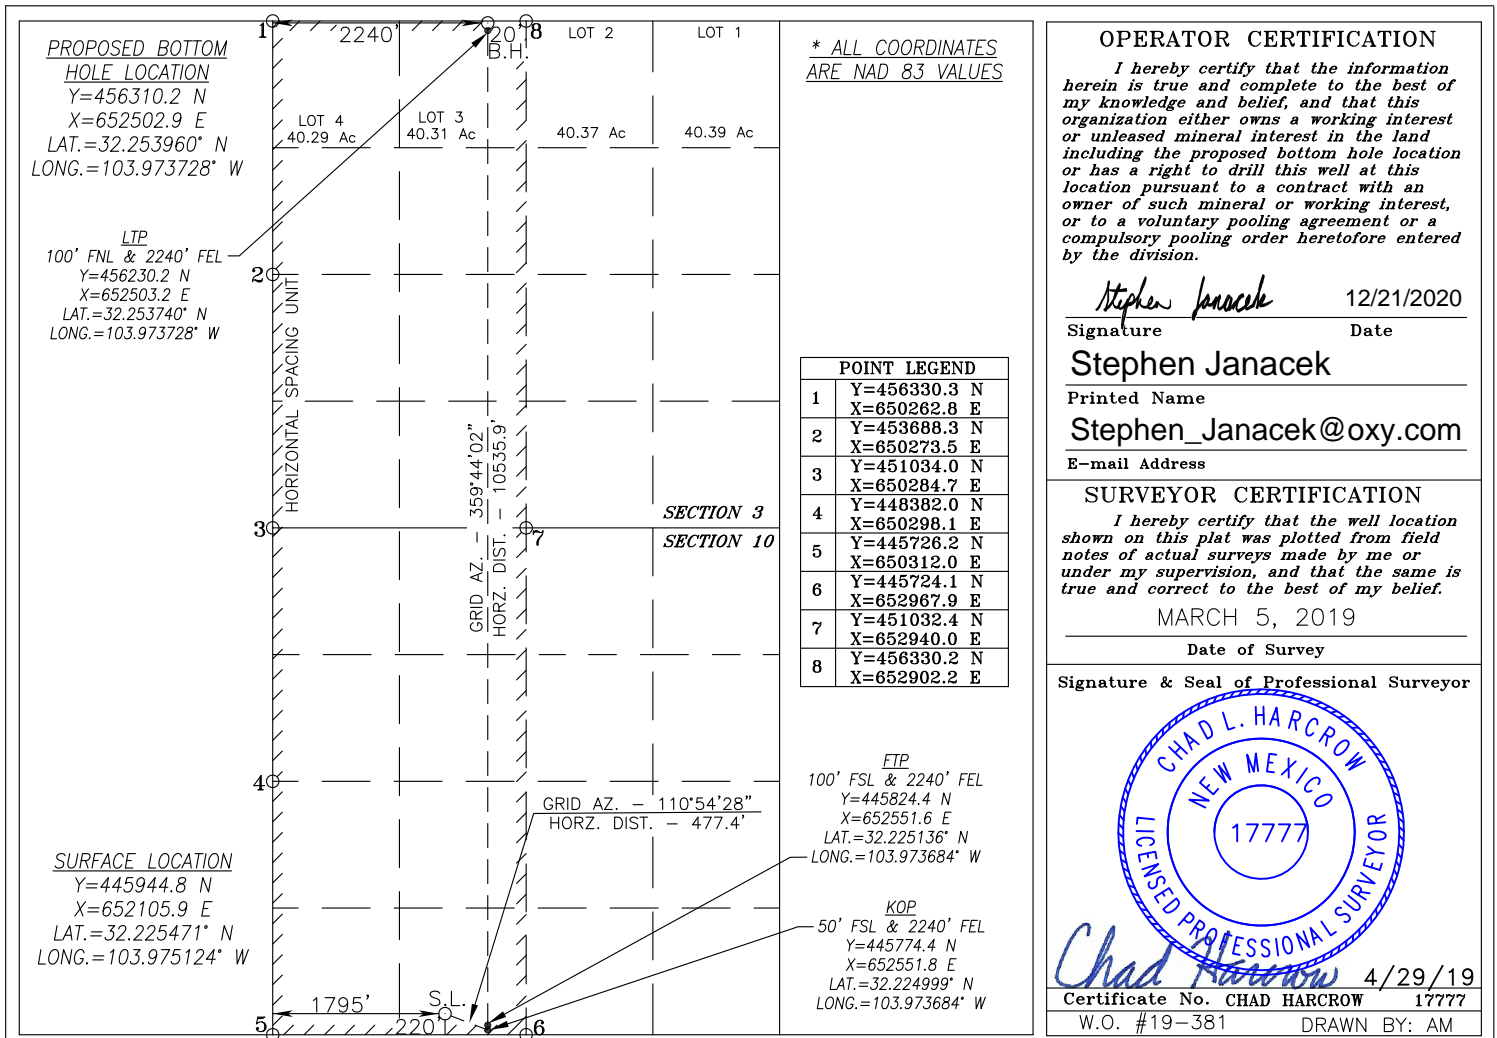 PROPOSED BOTTOM
HOLE LOCATION
Y=456310.2 N
X=652502.9 E
LAT.=32.253960° N
LONG.=103.973728° W
LTP
100' FNL & 2240' FEL
Y=456230.2 N
X=652503.2 E
LAT.=32.253740° N
LONG.=103.973728° W
SURFACE LOCATION
Y=445944.8 N
X=652105.9 E
LAT.=32.225471° N
LONG.=103.975124° W
1
2240'
20'
B.H.
8
LOT 2
LOT 1
LOT 4
40.29 Ac
LOT 3
40.31 Ac
40.37 Ac
40.39 Ac
2
HORIZONTAL SPACING UNIT
GRID AZ. - 359°44'02"
HORZ. DIST. - 10535.9'
SECTION 3
3
7
SECTION 10
4
GRID AZ. - 110°54'28"
HORZ. DIST. - 477.4'
1795'
S.L.
220'
5
6
* ALL COORDINATES
ARE NAD 83 VALUES
POINT LEGEND
1 Y=456330.3 N
X=650262.8 E
2 Y=453688.3 N
X=650273.5 E
3 Y=451034.0 N
X=650284.7 E
4 Y=448382.0 N
X=650298.1 E
5 Y=445726.2 N
X=650312.0 E
6 Y=445724.1 N
X=652967.9 E
7 Y=451032.4 N
X=652940.0 E
8 Y=456330.2 N
X=652902.2 E
FTP
100' FSL & 2240' FEL
Y=445824.4 N
X=652551.6 E
LAT.=32.225136° N
LONG.=103.973684° W
KOP
50' FSL & 2240' FEL
Y=445774.4 N
X=652551.8 E
LAT.=32.224999° N
LONG.=103.973684° W
OPERATOR CERTIFICATION
I hereby certify that the information
herein is true and complete to the best of
my knowledge and belief, and that this
organization either owns a working interest
or unleased mineral interest in the land
including the proposed bottom hole location
or has a right to drill this well at this
location pursuant to a contract with an
owner of such mineral or working interest,
or to a voluntary pooling agreement or a
compulsory pooling order heretofore entered
by the division.
Stephen Janacek 12/21/2020
Signature Date
Stephen Janacek
Printed Name
Stephen_Janacek@oxy.com
E-mail Address
SURVEYOR CERTIFICATION
I hereby certify that the well location
shown on this plat was plotted from field
notes of actual surveys made by me or
under my supervision, and that the same is
true and correct to the best of my belief.
MARCH 5, 2019
Date of Survey
Signature & Seal of Professional Surveyor
CHAD L. HARCROW
NEW MEXICO
17777
LICENSED PROFESSIONAL SURVEYOR
Chad Harcrow 4/29/19
Certificate No. CHAD HARCROW 17777
W.O. #19-381 DRAWN BY: AM